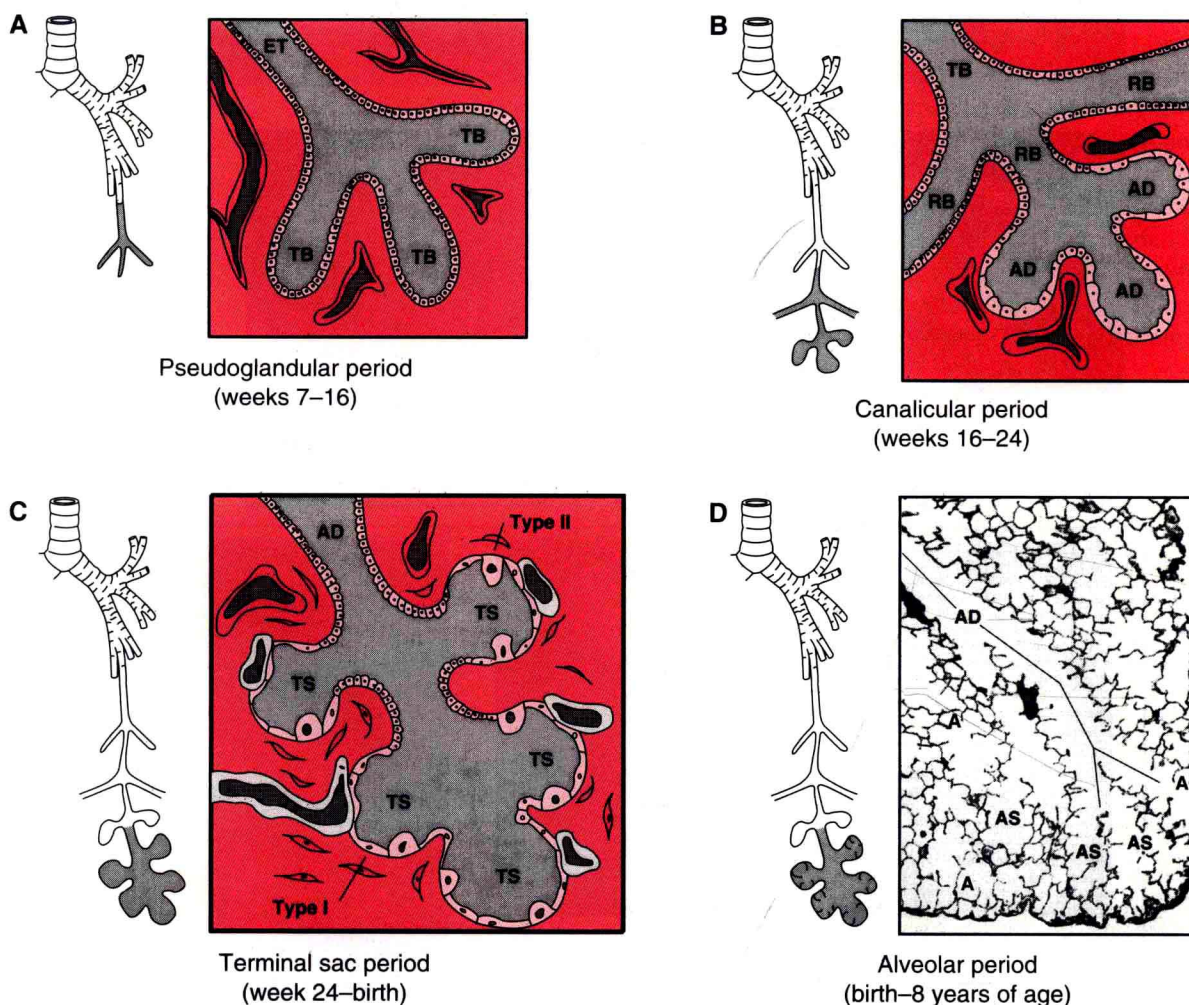 A
ET
TB
TB
TB
Pseudoglandular period
(weeks 7–16)
B
TB
RB
RB
RB
AD
AD
AD
Canalicular period
(weeks 16–24)
C
AD
Type II
TS
TS
TS
TS
TS
Type I
Terminal sac period
(week 24–birth)
D
AD
A
A
AS
AS
AS
A
Alveolar period
(birth–8 years of age)